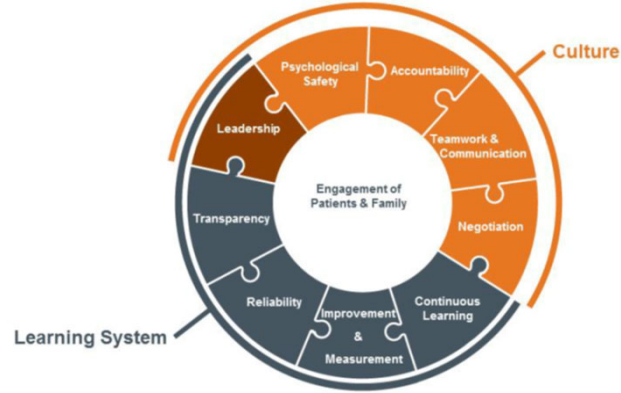 Culture
Psychological
Safety
Accountability
Leadership
Teamwork &
Communication
Engagement of
Patients & Family
Transparency
Negotiation
Reliability
Improvement
&
Measurement
Continuous
Learning
Learning System